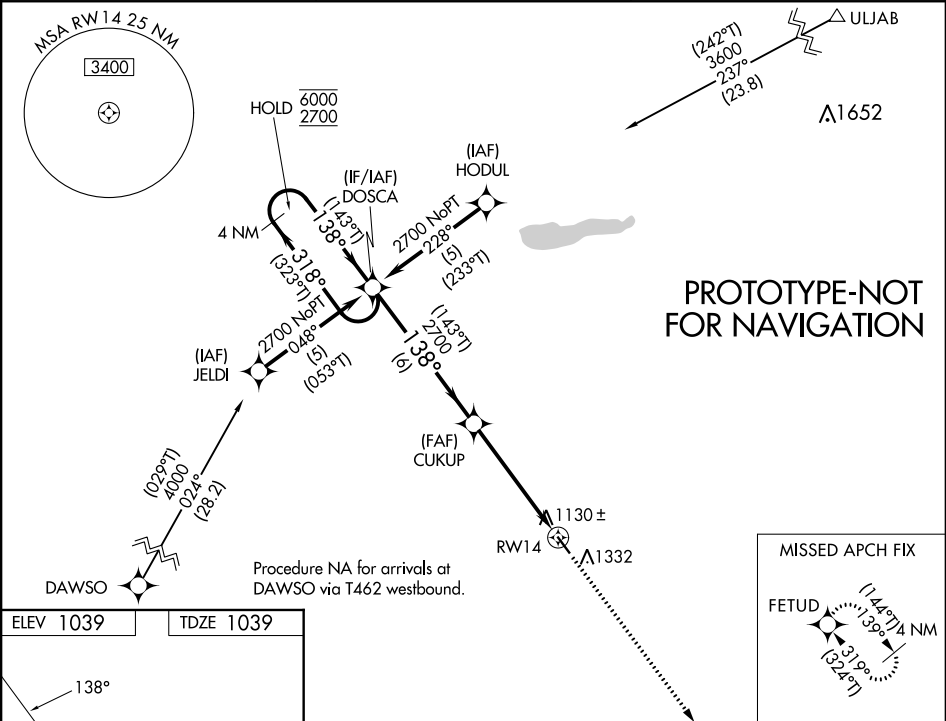 MSA RW14 25 NM
3400
ULJAB
(242°T)
3600
237°
(23.8)
1652
HOLD
6000
2700
(IF/IAF)
DOSCA
(IAF)
HODUL
4 NM
(143°T)
138°
318°
(323°T)
2700 NoPT
228°
(5)
(233°T)
PROTOTYPE-NOT
FOR NAVIGATION
2700 NoPT
048°
(5)
(053°T)
(IAF)
JELDI
(143°T)
2700
138°
(6)
(FAF)
CUKUP
(029°T)
4000
024°
(28.2)
1130 ±
RW14
1332
DAWSO
Procedure NA for arrivals at
DAWSO via T462 westbound.
MISSED APCH FIX
FETUD
(144°T)
139°
4 NM
319°
(324°T)
ELEV 1039
TDZE 1039
138°